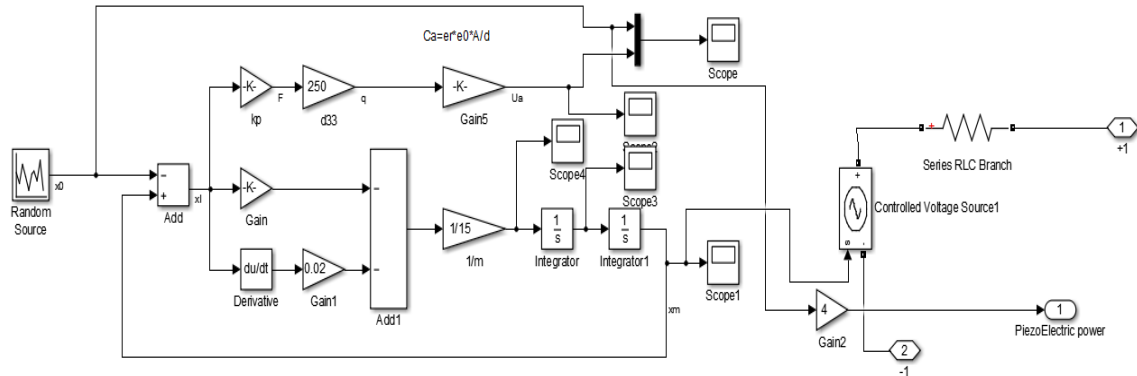 Ca=er*e0*A/d
Scope
-K-
kp
F
250
d33
q
-K-
Gain5
Ua
Scope4
Scope3
Random
Source
x0
Add
xl
-K-
Gain
du/dt
Derivative
0.02
Gain1
Add1
1/15
1/m
1
s
Integrator
1
s
Integrator1
xm
Scope1
4
Gain2
1
PiezoElectric power
Series RLC Branch
1
+1
s
Controlled Voltage Source1
2
-1